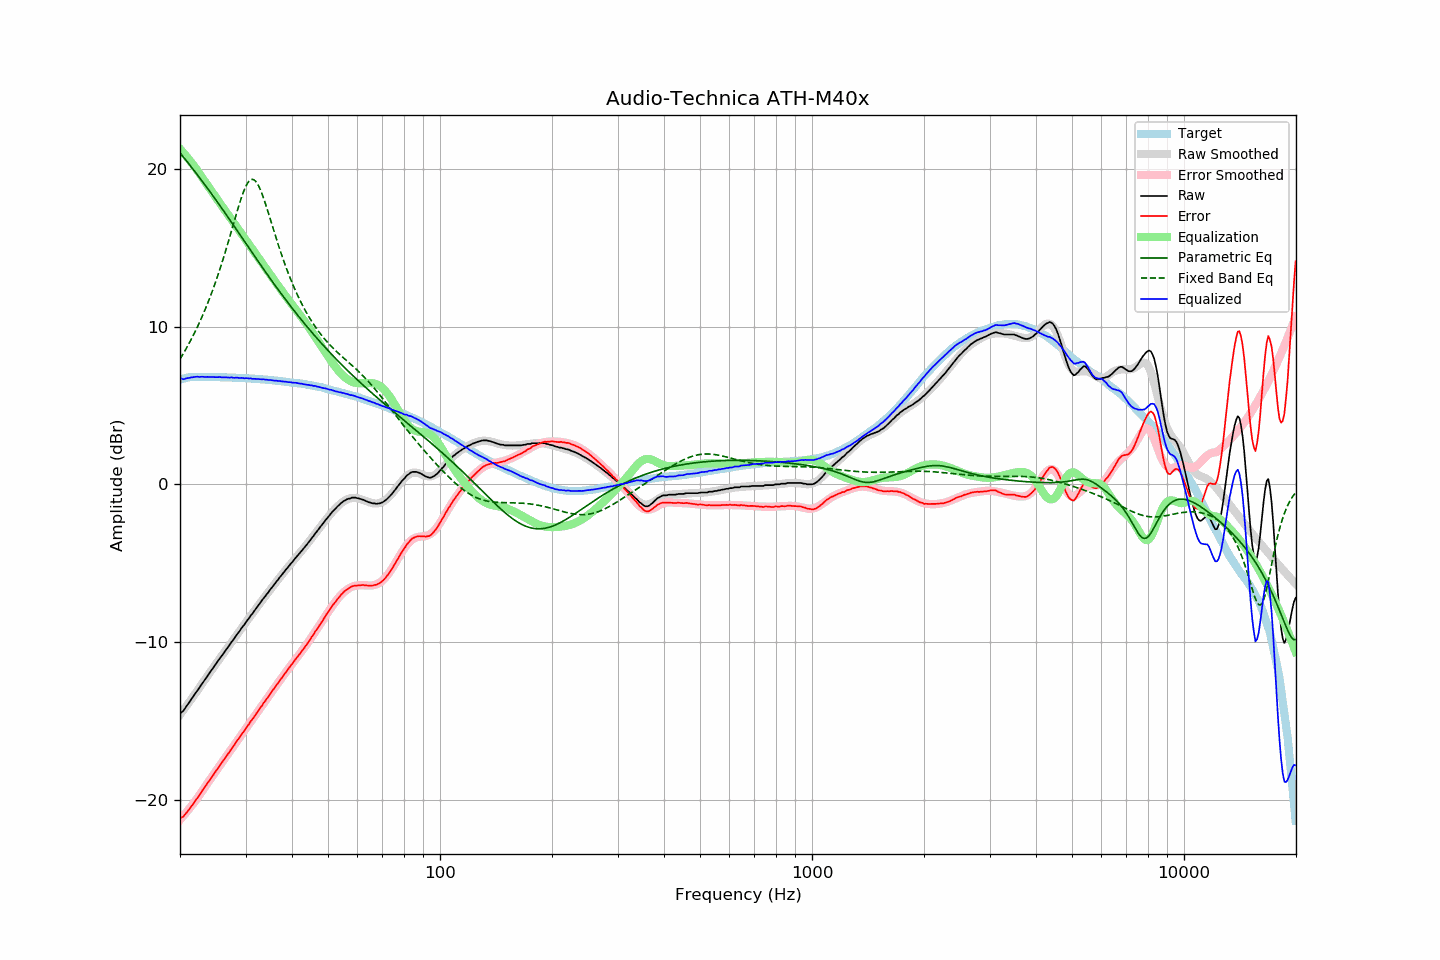 Audio-Technica ATH-M40x
Target
Raw Smoothed
Error Smoothed
Raw
Error
Equalization
Parametric Eq
Fixed Band Eq
Equalized
20
10
0
−10
−20
Amplitude (dBr)
100
1000
10000
Frequency (Hz)